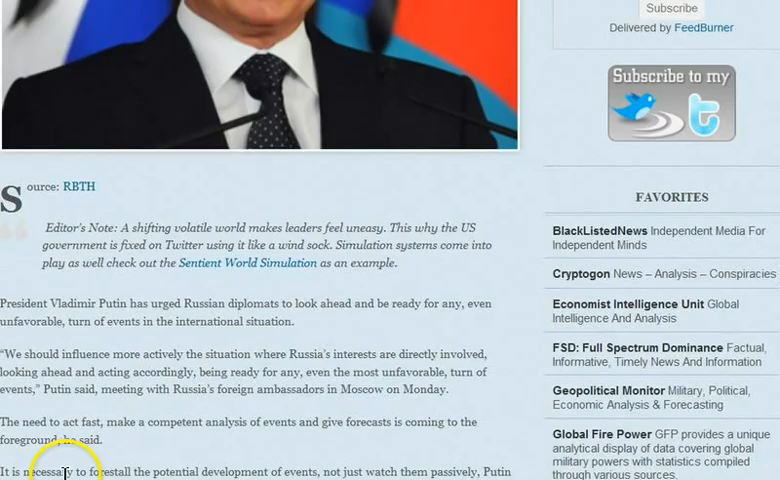 Subscribe
Delivered by FeedBurner
Subscribe to my
t
Source: RBTH
Editor's Note: A shifting volatile world makes leaders feel uneasy. This why the US
government is fixed on Twitter using it like a wind sock. Simulation systems come into
play as well check out the Sentient World Simulation as an example.
President Vladimir Putin has urged Russian diplomats to look ahead and be ready for any, even
unfavorable, turn of events in the international situation.
“We should influence more actively the situation where Russia’s interests are directly involved,
looking ahead and acting accordingly, being ready for any, even the most unfavorable, turn of
events,” Putin said, meeting with Russia’s foreign ambassadors in Moscow on Monday.
The need to act fast, make a competent analysis of events and give forecasts is coming to the
foreground, he said.
It is necessary to forestall the potential development of events, not just watch them passively, Putin
FAVORITES
BlackListedNews Independent Media For
Independent Minds
Cryptogon News – Analysis – Conspiracies
Economist Intelligence Unit Global
Intelligence And Analysis
FSD: Full Spectrum Dominance Factual,
Informative, Timely News And Information
Geopolitical Monitor Military, Political,
Economic Analysis & Forecasting
Global Fire Power GFP provides a unique
analytical display of data covering global
military powers with statistics compiled
through various sources.